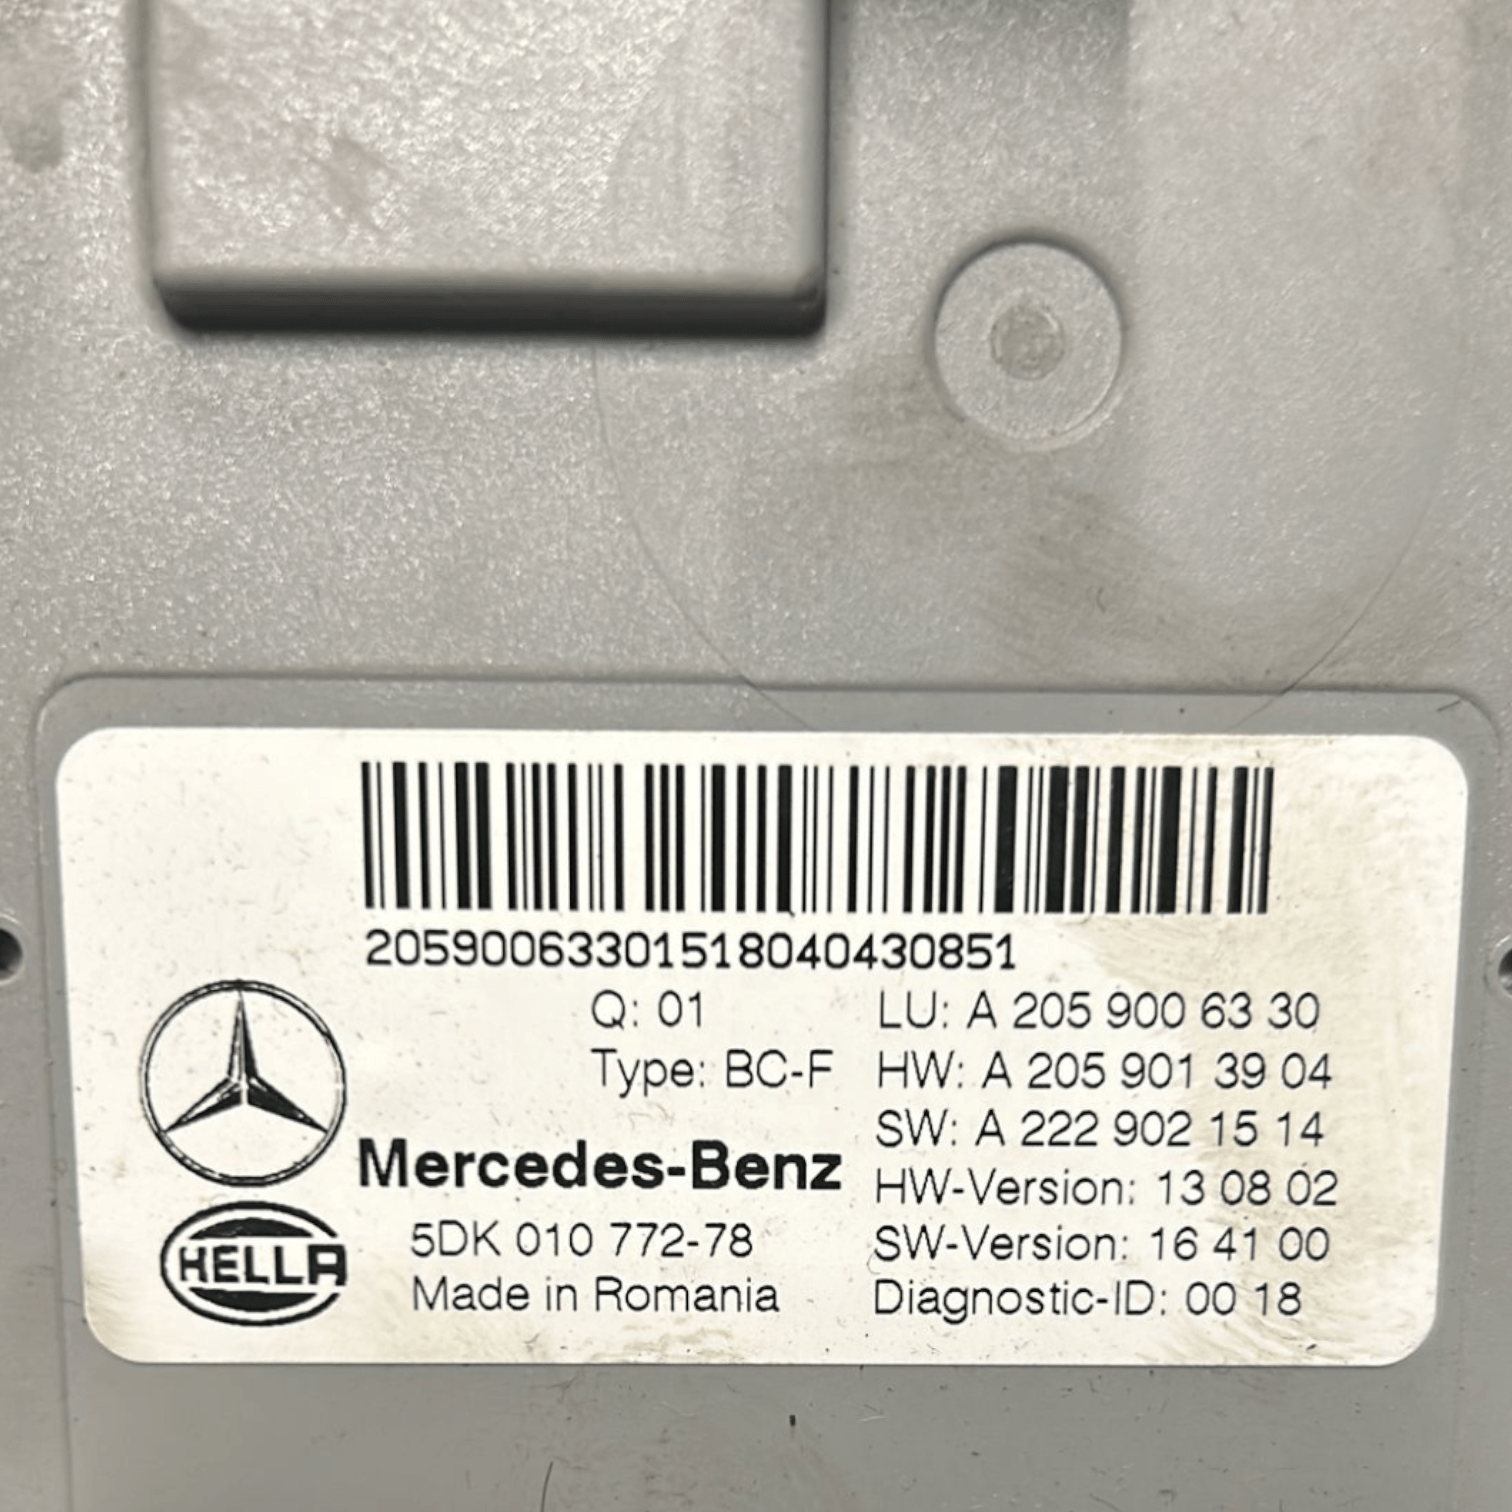 20590063301518040430851
Q: 01
LU: A 205 900 63 30
Type: BC-F
HW: A 205 901 39 04
SW: A 222 902 15 14
Mercedes-Benz
HW-Version: 13 08 02
5DK 010 772-78
SW-Version: 16 41 00
HELLA
Made in Romania
Diagnostic-ID: 00 18